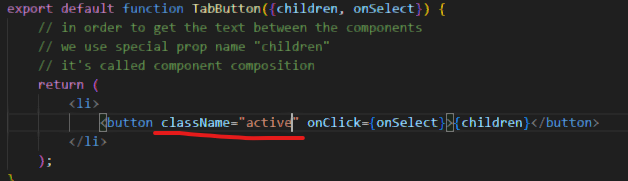 export default function TabButton({children, onSelect}) {
// in order to get the text between the components
// we use special prop name "children"
// it's called component composition
return (
<li>
<button className="active" onClick={onSelect}>{children}</button>
</li>
);
}